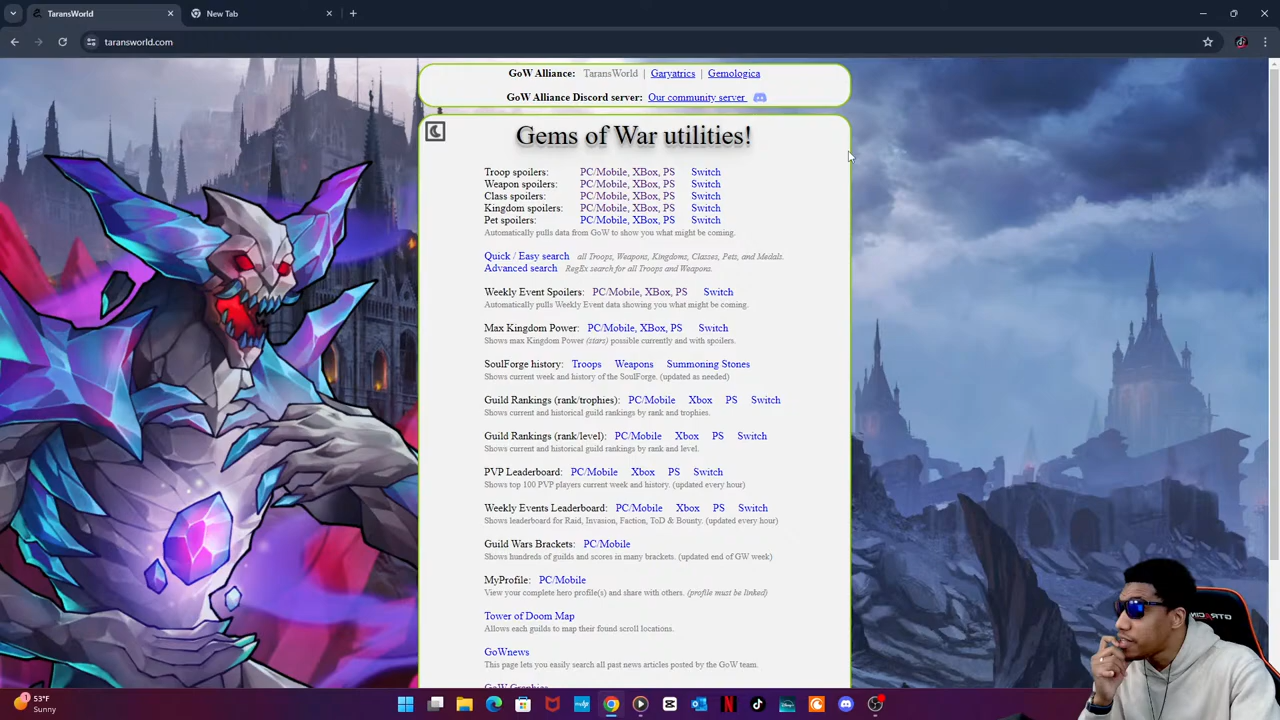 TaransWorld
New Tab
taransworld.com
GoW Alliance: TaransWorld | Garyatrics | Gemologica
GoW Alliance Discord server: Our community server
Gems of War utilities!
Troop spoilers: PC/Mobile, XBox, PS Switch
Weapon spoilers: PC/Mobile, XBox, PS Switch
Class spoilers: PC/Mobile, XBox, PS Switch
Kingdom spoilers: PC/Mobile, XBox, PS Switch
Pet spoilers: PC/Mobile, XBox, PS Switch
Automatically pulls data from GoW to show you what might be coming.
Quick / Easy search all Troops, Weapons, Kingdoms, Classes, Pets, and Medals.
Advanced search RegEx search for all Troops and Weapons.
Weekly Event Spoilers: PC/Mobile, XBox, PS Switch
Automatically pulls Weekly Event data showing you what might be coming.
Max Kingdom Power: PC/Mobile, XBox, PS Switch
Shows max Kingdom Power (stars) possible currently and with spoilers.
SoulForge history: Troops Weapons Summoning Stones
Shows current week and history of the SoulForge. (updated as needed)
Guild Rankings (rank/trophies): PC/Mobile Xbox PS Switch
Shows current and historical guild rankings by rank and trophies.
Guild Rankings (rank/level): PC/Mobile Xbox PS Switch
Shows current and historical guild rankings by rank and level.
PVP Leaderboard: PC/Mobile Xbox PS Switch
Shows top 100 PVP players current week and history. (updated every hour)
Weekly Events Leaderboard: PC/Mobile Xbox PS Switch
Shows leaderboard for Raid, Invasion, Faction, ToD & Bounty. (updated every hour)
Guild Wars Brackets: PC/Mobile
Shows hundreds of guilds and scores in many brackets. (updated end of GW week)
MyProfile: PC/Mobile
View your complete hero profile(s) and share with others. (profile must be linked)
Tower of Doom Map
Allows each guilds to map their found scroll locations.
GoWnews
This page lets you easily search all past news articles posted by the GoW team.
GoW Graphics
53°F
Sunny